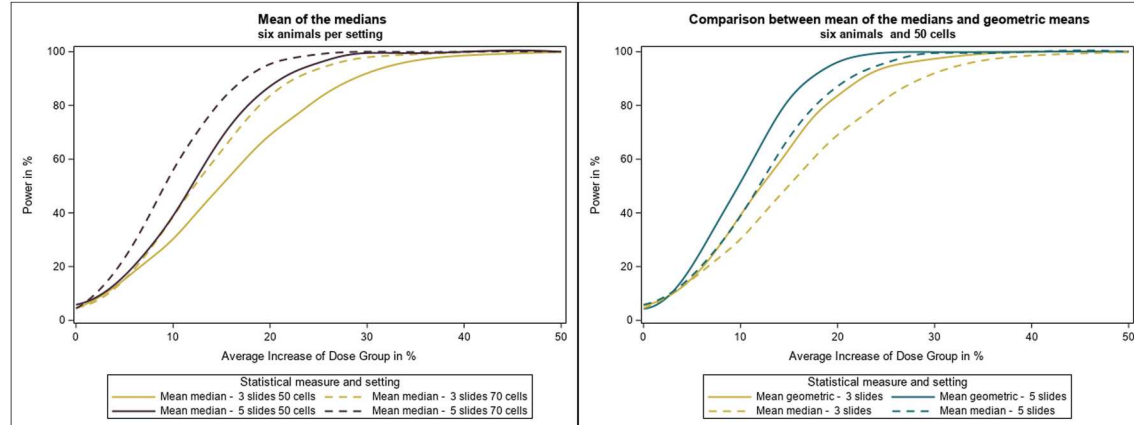 Mean of the medians
six animals per setting
100
80
60
40
20
0
Power in %
0 10 20 30 40 50
Average Increase of Dose Group in %
Statistical measure and setting
Mean median - 3 slides 50 cells Mean median - 3 slides 70 cells
Mean median - 5 slides 50 cells Mean median - 5 slides 70 cells
Comparison between mean of the medians and geometric means
six animals and 50 cells
100
80
60
40
20
0
Power in %
0 10 20 30 40 50
Average Increase of Dose Group in %
Statistical measure and setting
Mean geometric - 3 slides Mean geometric - 5 slides
Mean median - 3 slides Mean median - 5 slides